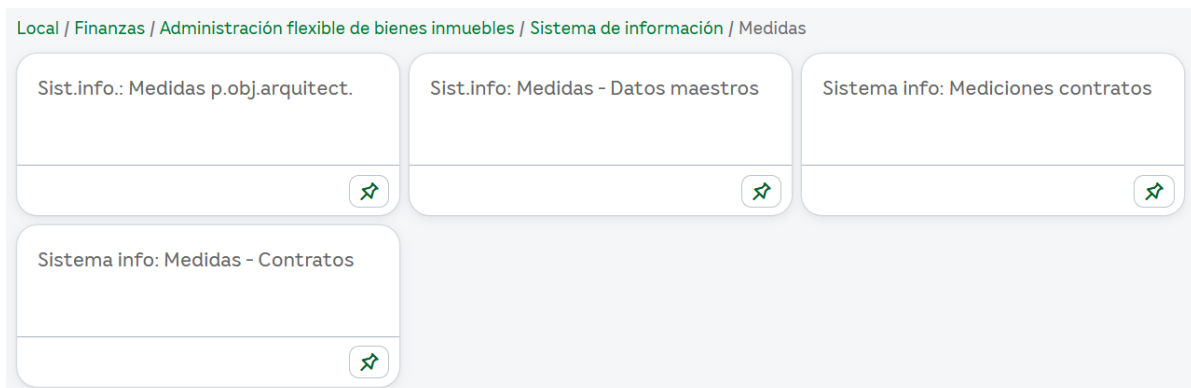 Local / Finanzas / Administración flexible de bienes inmuebles / Sistema de información / Medidas
Sist.info.: Medidas p.obj.arquitect.
Sist.info: Medidas - Datos maestros
Sistema info: Mediciones contratos
Sistema info: Medidas - Contratos